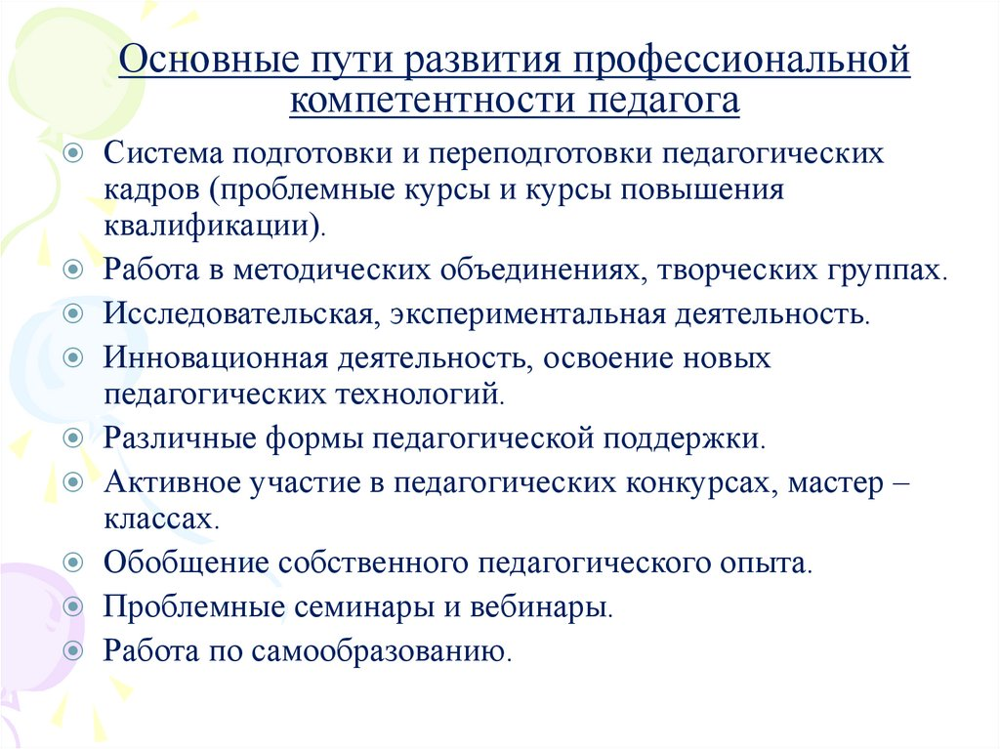 Основные пути развития профессиональной
компетентности педагога
Система подготовки и переподготовки педагогических
кадров (проблемные курсы и курсы повышения
квалификации).
Работа в методических объединениях, творческих группах.
Исследовательская, экспериментальная деятельность.
Инновационная деятельность, освоение новых
педагогических технологий.
Различные формы педагогической поддержки.
Активное участие в педагогических конкурсах, мастер –
классах.
Обобщение собственного педагогического опыта.
Проблемные семинары и вебинары.
Работа по самообразованию.